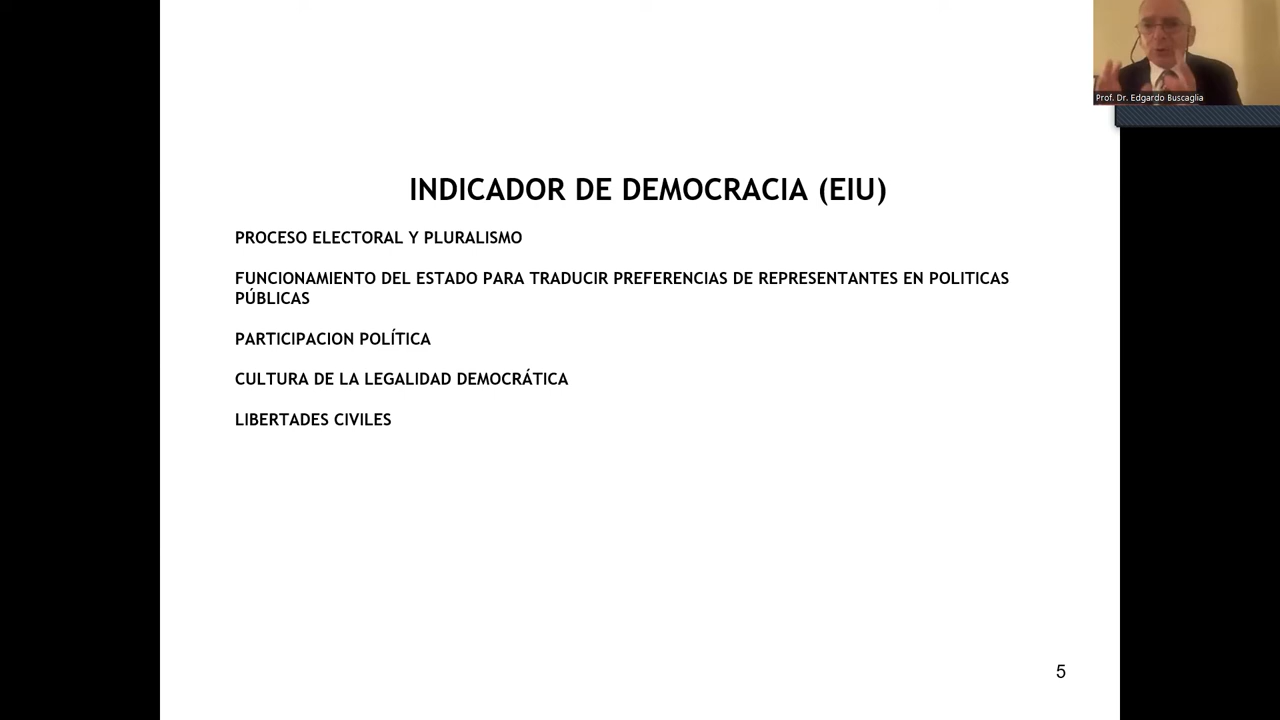 Prof. Dr. Edgardo Buscaglia
INDICADOR DE DEMOCRACIA (EIU)
PROCESO ELECTORAL Y PLURALISMO
FUNCIONAMIENTO DEL ESTADO PARA TRADUCIR PREFERENCIAS DE REPRESENTANTES EN POLITICAS
PÚBLICAS
PARTICIPACION POLÍTICA
CULTURA DE LA LEGALIDAD DEMOCRÁTICA
LIBERTADES CIVILES
5